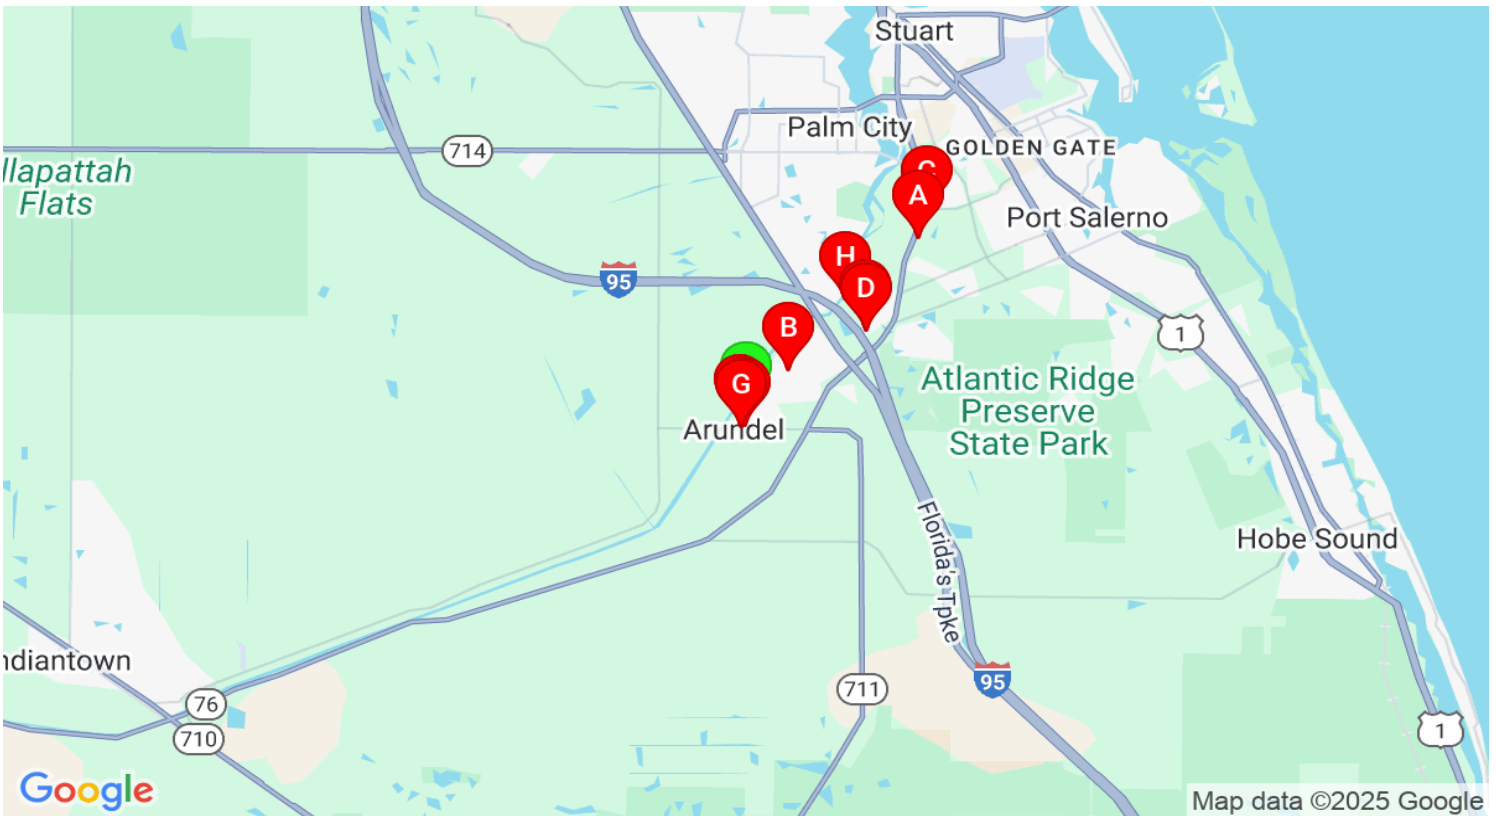 Stuart
Palm City
GOLDEN GATE
714
llapattah
Flats
A
Port Salerno
H
95
D
B
1
G
Arundel
Atlantic Ridge
Preserve
State Park
Florida's Tpke
Hobe Sound
ndiantown
76
710
711
95
1
Google
Map data ©2025 Google